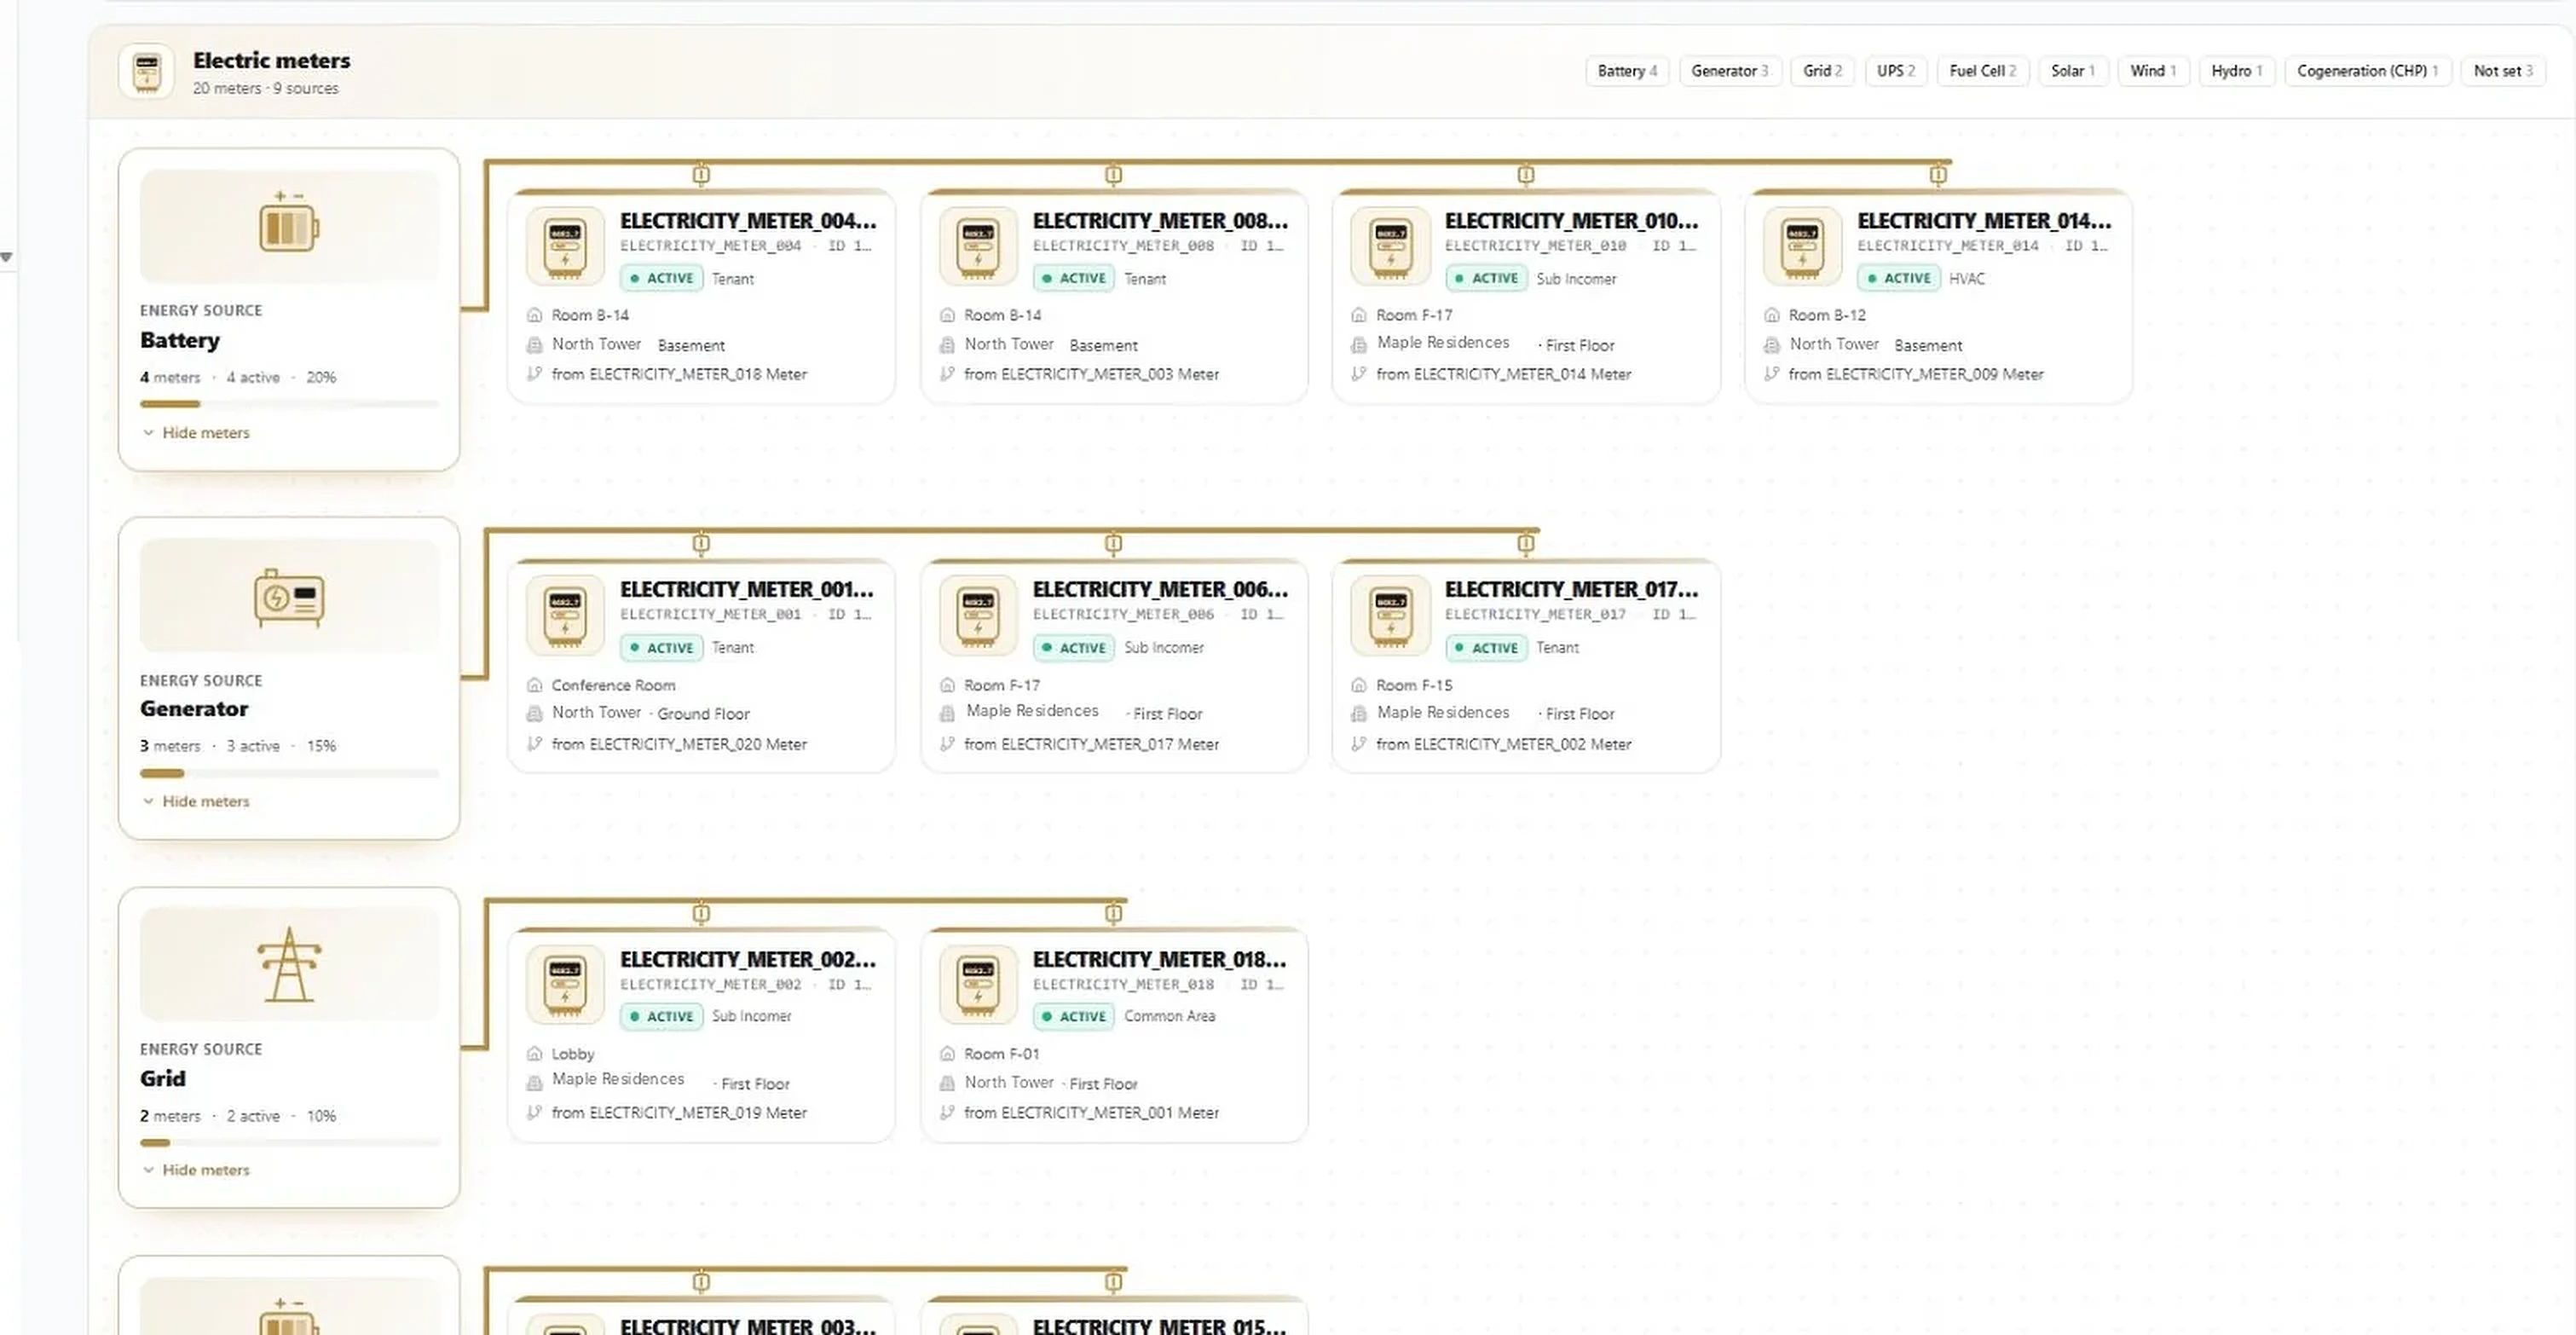 Electric meters
20 meters · 9 sources
Battery 4 Generator 3 Grid 2 UPS 2 Fuel Cell 2 Solar 1 Wind 1 Hydro 1 Cogeneration (CHP) 1 Not set 3
ENERGY SOURCE
Battery
4 meters · 4 active · 20%
Hide meters
ELECTRICITY_METER_004...
ELECTRICITY_METER_004 · ID 1...
ACTIVE Tenant
Room B-14
North Tower Basement
from ELECTRICITY_METER_018 Meter
ELECTRICITY_METER_008...
ELECTRICITY_METER_008 · ID 1...
ACTIVE Tenant
Room B-14
North Tower Basement
from ELECTRICITY_METER_003 Meter
ELECTRICITY_METER_010...
ELECTRICITY_METER_010 · ID 1...
ACTIVE Sub Incomer
Room F-17
Maple Residences · First Floor
from ELECTRICITY_METER_014 Meter
ELECTRICITY_METER_014...
ELECTRICITY_METER_014 · ID 1...
ACTIVE HVAC
Room B-12
North Tower Basement
from ELECTRICITY_METER_009 Meter
ENERGY SOURCE
Generator
3 meters · 3 active · 15%
Hide meters
ELECTRICITY_METER_001...
ELECTRICITY_METER_001 · ID 1...
ACTIVE Tenant
Conference Room
North Tower · Ground Floor
from ELECTRICITY_METER_020 Meter
ELECTRICITY_METER_006...
ELECTRICITY_METER_006 · ID 1...
ACTIVE Sub Incomer
Room F-17
Maple Residences · First Floor
from ELECTRICITY_METER_017 Meter
ELECTRICITY_METER_017...
ELECTRICITY_METER_017 · ID 1...
ACTIVE Tenant
Room F-15
Maple Residences · First Floor
from ELECTRICITY_METER_002 Meter
ENERGY SOURCE
Grid
2 meters · 2 active · 10%
Hide meters
ELECTRICITY_METER_002...
ELECTRICITY_METER_002 · ID 1...
ACTIVE Sub Incomer
Lobby
Maple Residences · First Floor
from ELECTRICITY_METER_019 Meter
ELECTRICITY_METER_018...
ELECTRICITY_METER_018 · ID 1...
ACTIVE Common Area
Room F-01
North Tower · First Floor
from ELECTRICITY_METER_001 Meter
ELECTRICITY_METER_003...
ELECTRICITY_METER_015...